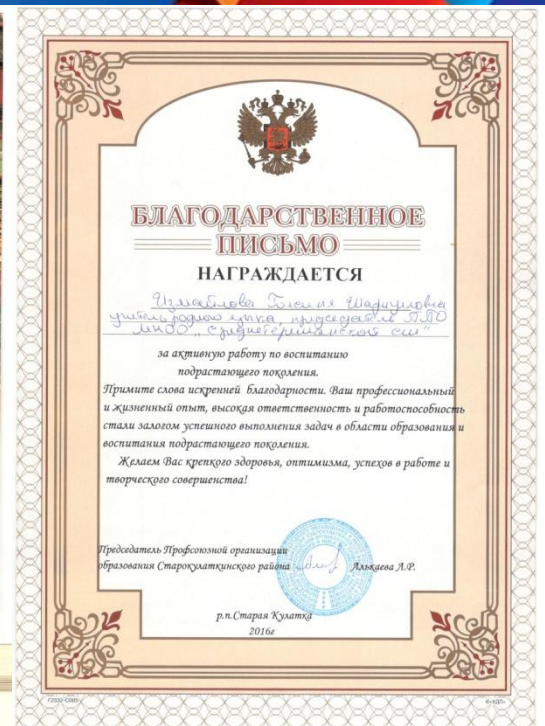 БЛАГОДАРСТВЕННОЕ
ПИСЬМО
НАГРАЖДАЕТСЯ
Измайлова
учитель родного языка, председатель ППО
за активную работу по воспитанию
подрастающего поколения.
Примите слова искренней благодарности. Ваш профессиональный
и жизненный опыт, высокая ответственность и работоспособность
стали залогом успешного выполнения задач в области образования и
воспитания подрастающего поколения.
Желаем Вас крепкого здоровья, оптимизма, успехов в работе и
творческого совершенства!
Председатель Профсоюзной организации
образования Старокулаткинского района Алькаева Л.Р.
р.п.Старая Кулатка
2016г